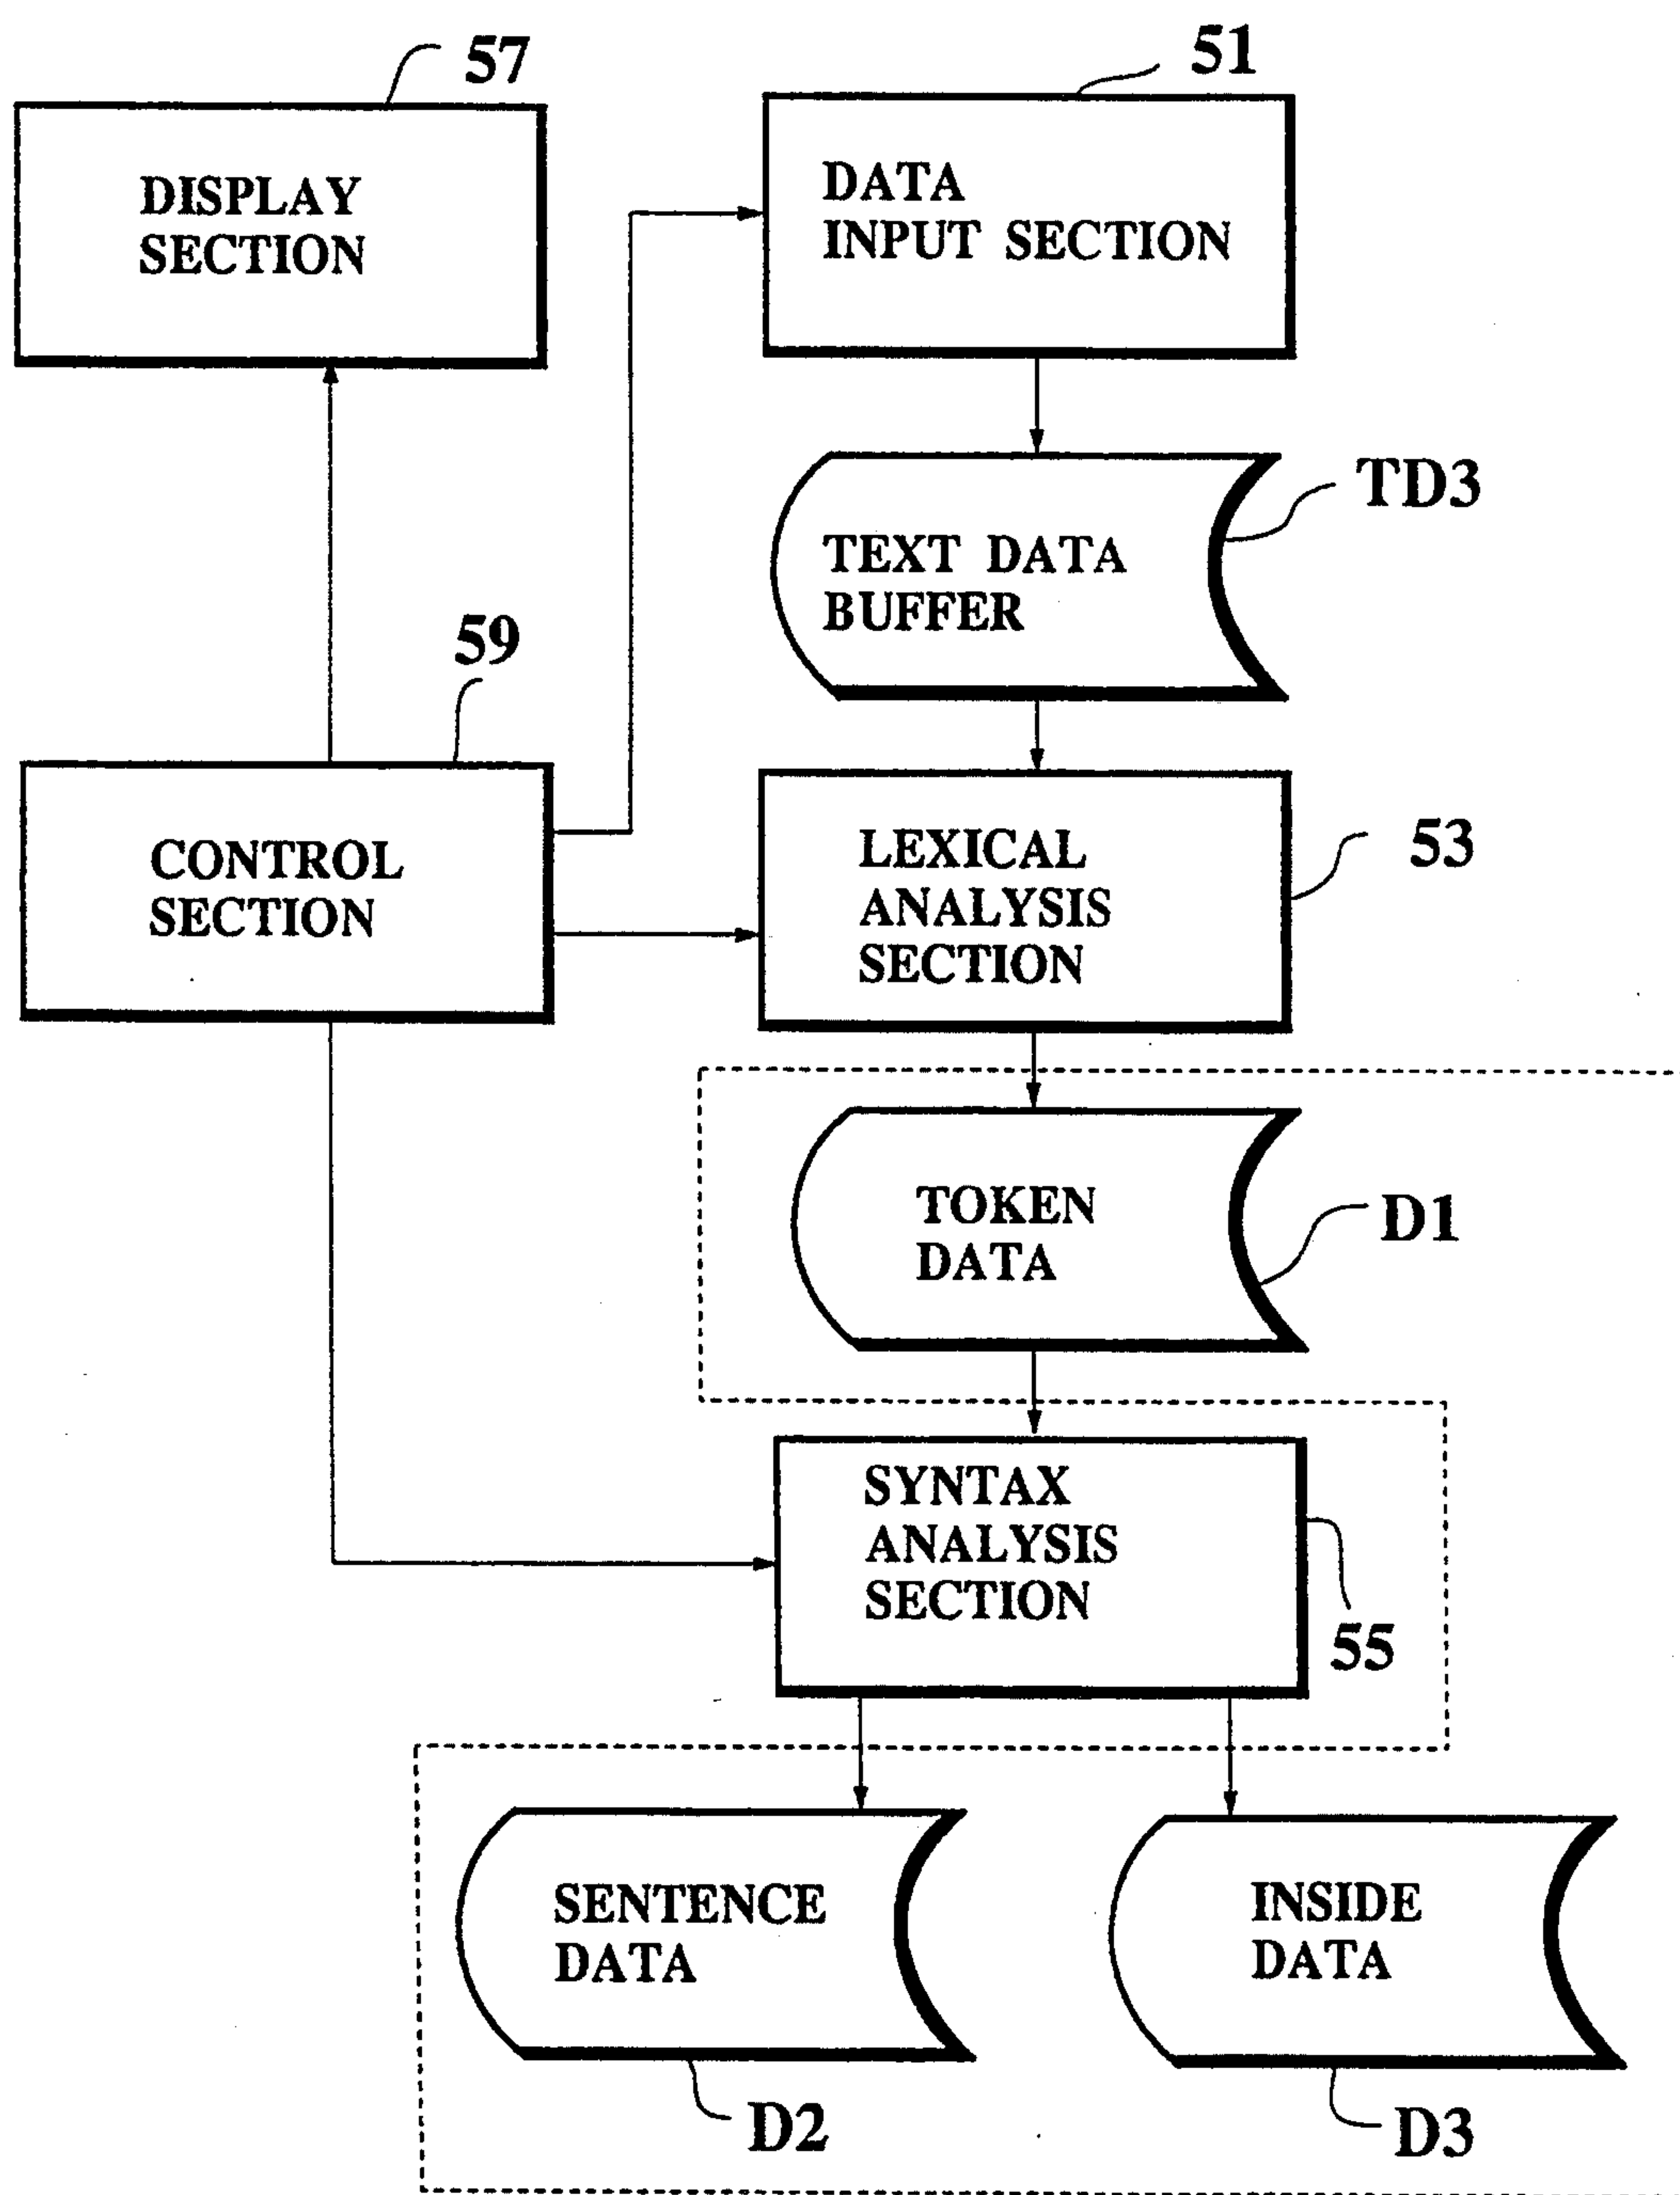 57
51
DISPLAY
SECTION
DATA
INPUT SECTION
TD3
TEXT DATA
BUFFER
59
CONTROL
SECTION
LEXICAL
ANALYSIS
SECTION
53
TOKEN
DATA
D1
SYNTAX
ANALYSIS
SECTION
55
SENTENCE
DATA
INSIDE
DATA
D2
D3